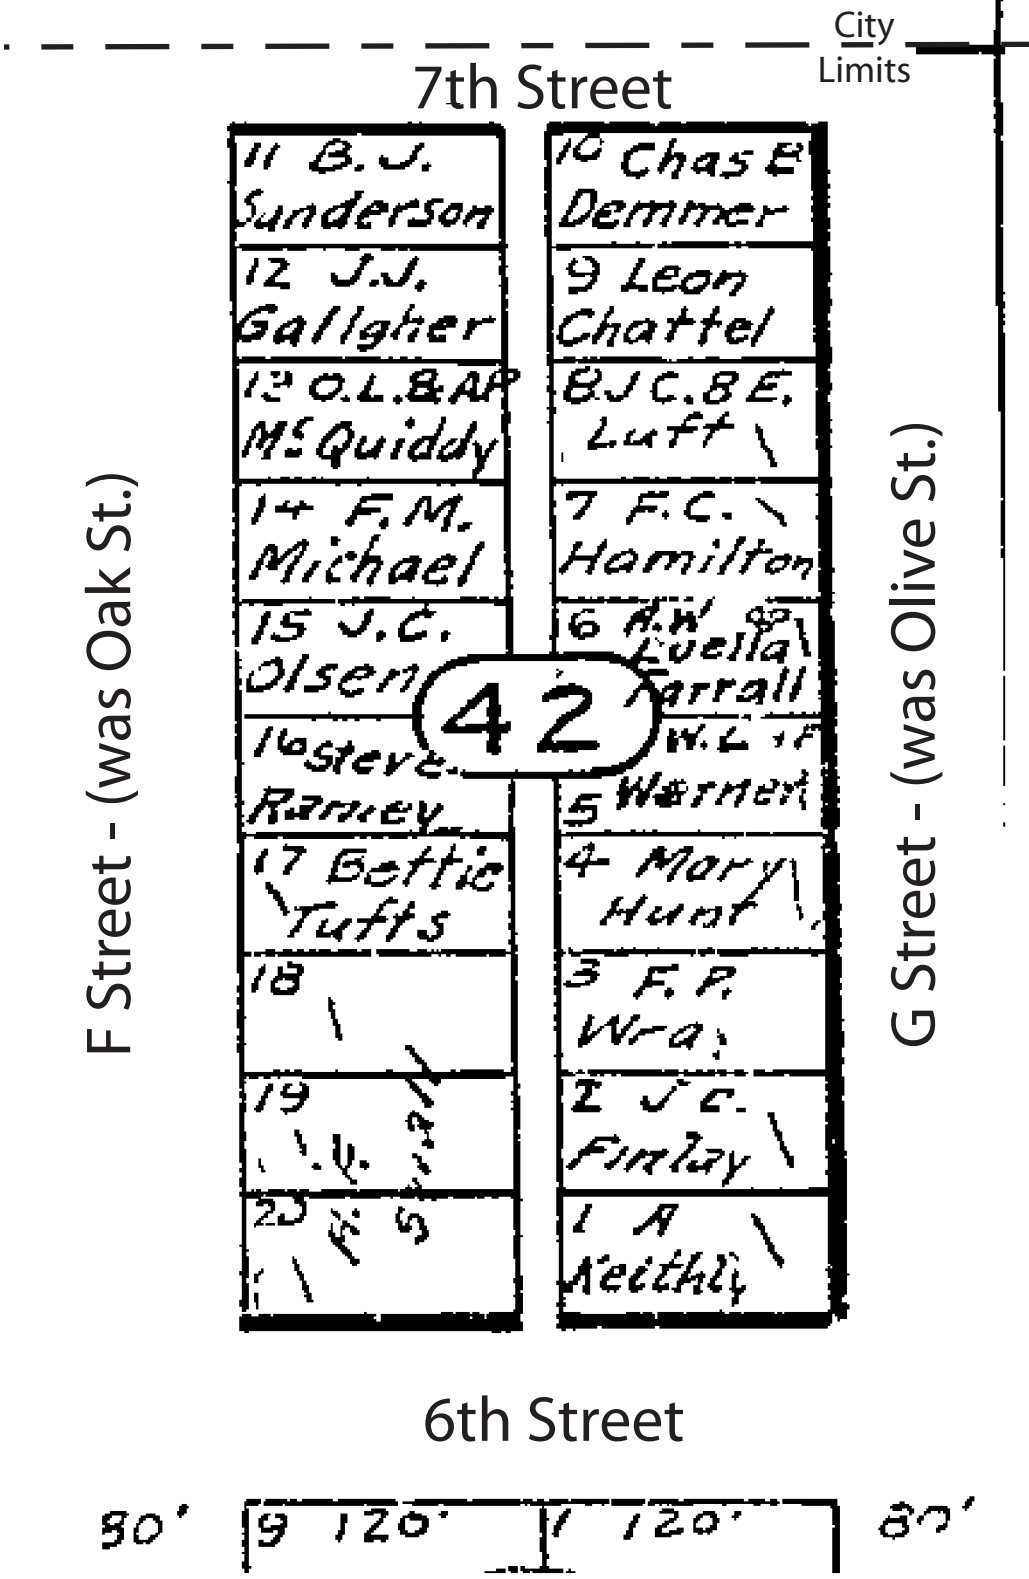 City
Limits
7th Street
11 B. J.
Sunderson
12 J.J.
Gallgher
13 O.L.&AP
McQuiddy
14 F. M.
Michael
15 J.C.
Olsen
16 Steve
Ramey
17 Bettie
Tufts
18
19
20
H.
10 Chas E
Demmer
9 Leon
Chattel
8 J C. & E.
Luft
7 F.C.
Hamilton
6 A.W &
Luella
Farrall
W.L + F
5 Warner
4 Mary
Hunt
3 F. P.
Wray
2 J C.
Finlay
1 A
Keithly
42
F Street - (was Oak St.)
G Street - (was Olive St.)
6th Street
80' 9 120' 1 120' 80'